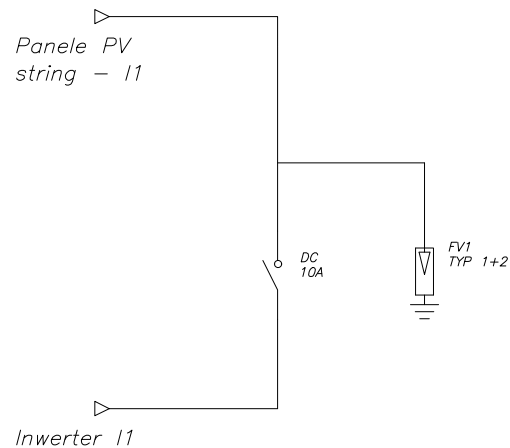 Panele PV
string - I1
DC
10A
FV1
TYP 1+2
Inwerter I1